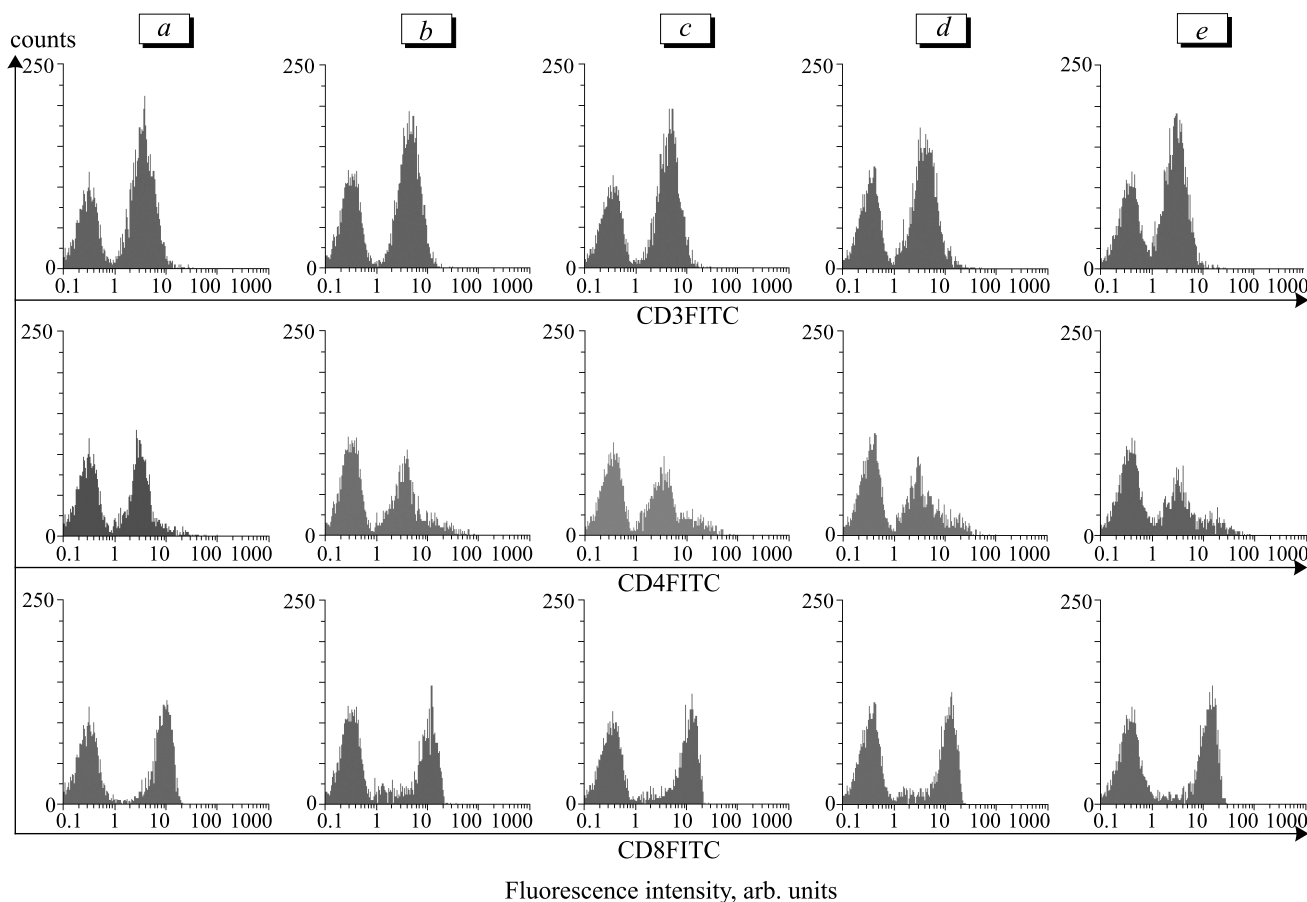 a b c d e
counts
250 250 250 250 250
0 0 0 0 0
0.1 1 10 100 1000 0.1 1 10 100 1000 0.1 1 10 100 1000 0.1 1 10 100 1000 0.1 1 10 100 1000
CD3FITC
250 250 250 250 250
0 0 0 0 0
0.1 1 10 100 1000 0.1 1 10 100 1000 0.1 1 10 100 1000 0.1 1 10 100 1000 0.1 1 10 100 1000
CD4FITC
250 250 250 250 250
0 0 0 0 0
0.1 1 10 100 1000 0.1 1 10 100 1000 0.1 1 10 100 1000 0.1 1 10 100 1000 0.1 1 10 100 1000
CD8FITC
Fluorescence intensity, arb. units